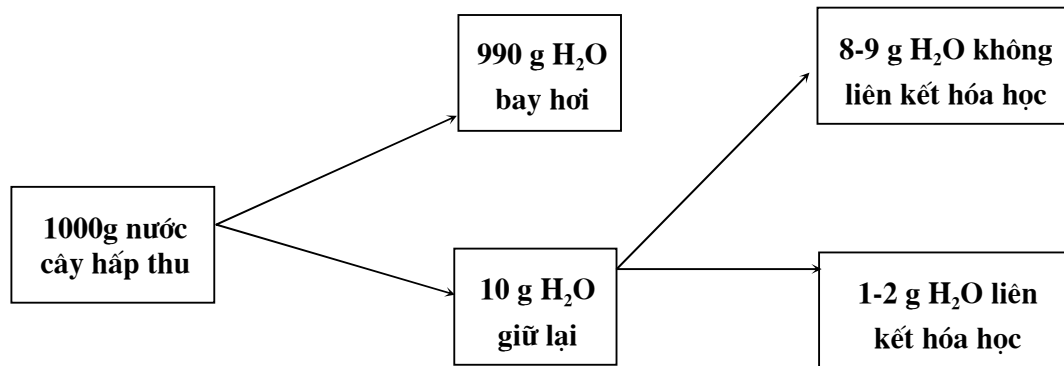 990 g H₂O
bay hơi
8-9 g H₂O không
liên kết hóa học
1000g nước
cây hấp thu
10 g H₂O
giữ lại
1-2 g H₂O liên
kết hóa học